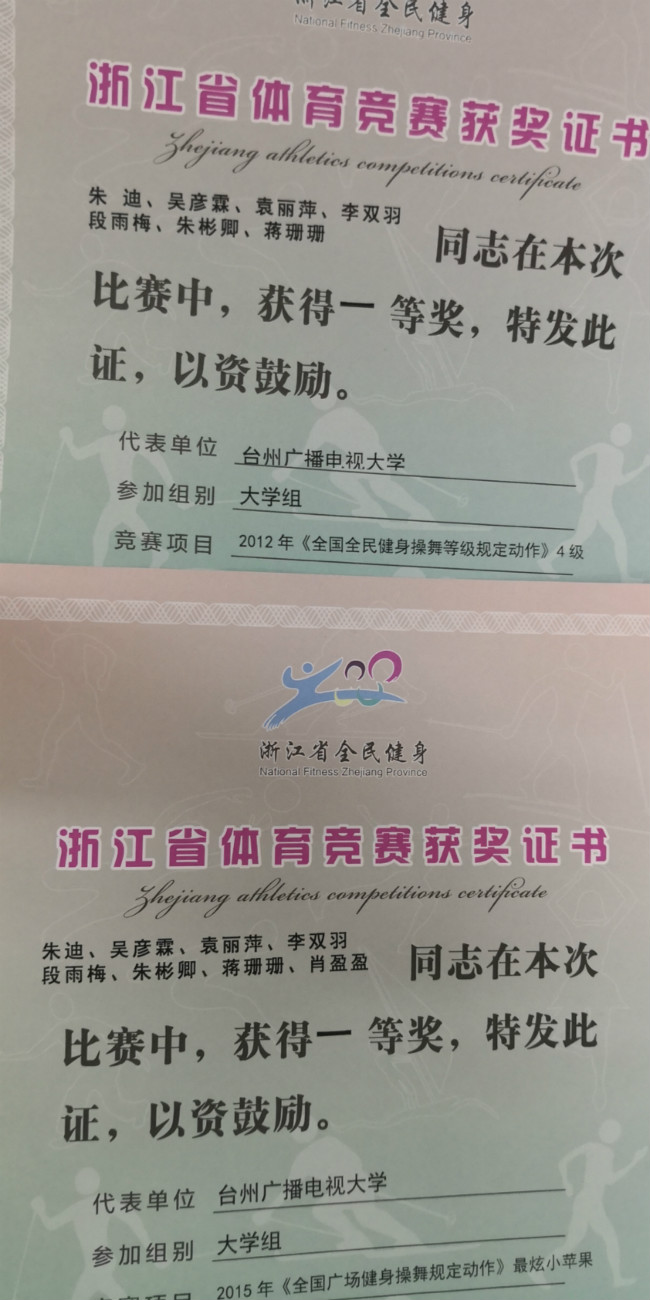 浙江省全民健身
National Fitness Zhejiang Province
浙江省体育竞赛获奖证书
Zhejiang athletics competitions certificate
朱 迪、吴彦霖、袁丽萍、李双羽
段雨梅、朱彬卿、蒋珊珊
同志在本次
比赛中，获得一 等奖，特发此
证，以资鼓励。
代表单位 台州广播电视大学
参加组别 大学组
竞赛项目 2012 年《全国全民健身操舞等级规定动作》4 级
浙江省全民健身
National Fitness Zhejiang Province
浙江省体育竞赛获奖证书
Zhejiang athletics competitions certificate
朱迪、吴彦霖、袁丽萍、李双羽
段雨梅、朱彬卿、蒋珊珊、肖盈盈
同志在本次
比赛中，获得一 等奖，特发此
证，以资鼓励。
代表单位 台州广播电视大学
参加组别 大学组
竞赛项目 2015 年《全国广场健身操舞规定动作》最炫小苹果